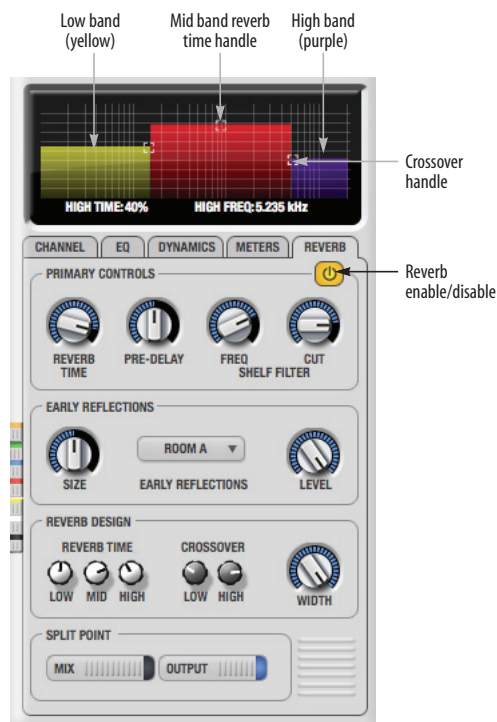 Low band
(yellow)
Mid band reverb
time handle
High band
(purple)
HIGH TIME: 40% HIGH FREQ: 5.235 kHz
Crossover
handle
CHANNEL EQ DYNAMICS METERS REVERB
PRIMARY CONTROLS
Reverb
enable/disable
REVERB
TIME
PRE-DELAY
FREQ CUT
SHELF FILTER
EARLY REFLECTIONS
ROOM A
SIZE EARLY REFLECTIONS LEVEL
REVERB DESIGN
REVERB TIME CROSSOVER
LOW MID HIGH LOW HIGH WIDTH
SPLIT POINT
MIX OUTPUT